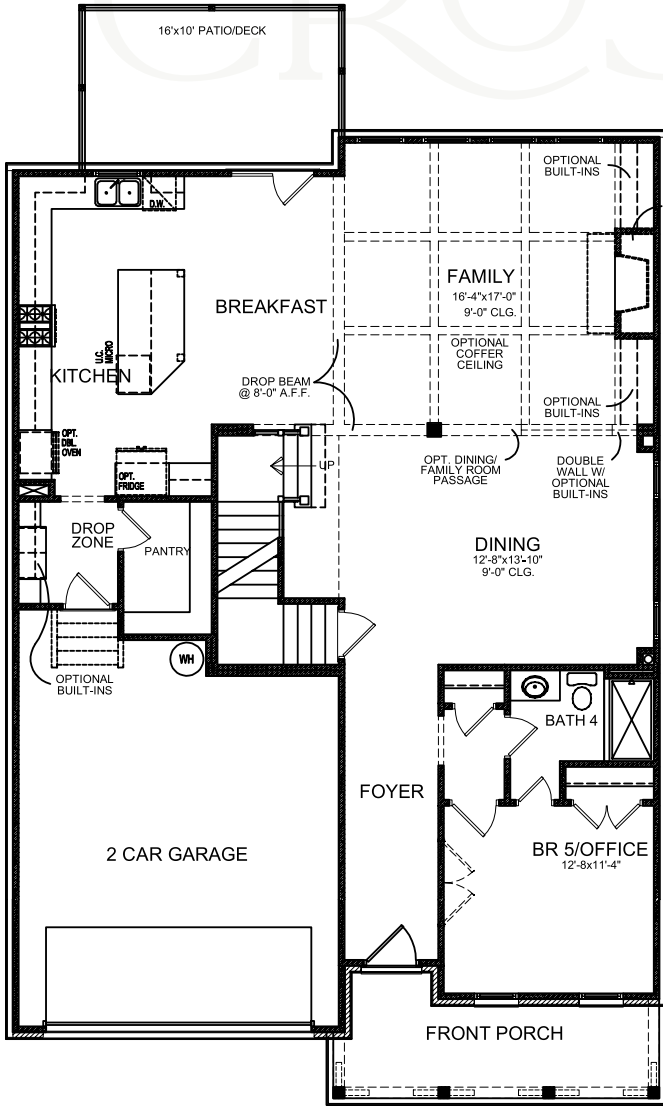 CROS
16'x10' PATIO/DECK
OPTIONAL
BUILT-INS
D.W.
FAMILY
16'-4"x17'-0"
9'-0" CLG.
BREAKFAST
U.C.
MICRO
OPTIONAL
COFFER
CEILING
KITCHEN
DROP BEAM
@ 8'-0" A.F.F.
OPTIONAL
BUILT-INS
OPT.
DBL
OVEN
UP
OPT. DINING/
FAMILY ROOM
PASSAGE
DOUBLE
WALL W/
OPTIONAL
BUILT-INS
OPT.
FRIDGE
DROP
ZONE
PANTRY
DINING
12'-8"x13'-10"
9'-0" CLG.
WH
OPTIONAL
BUILT-INS
BATH 4
FOYER
2 CAR GARAGE
BR 5/OFFICE
12'-8x11'-4"
FRONT PORCH